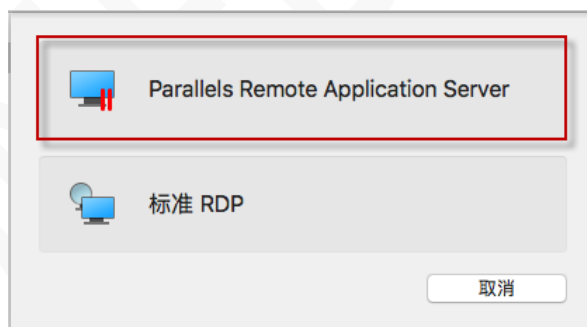 Parallels Remote Application Server
标准 RDP
取消